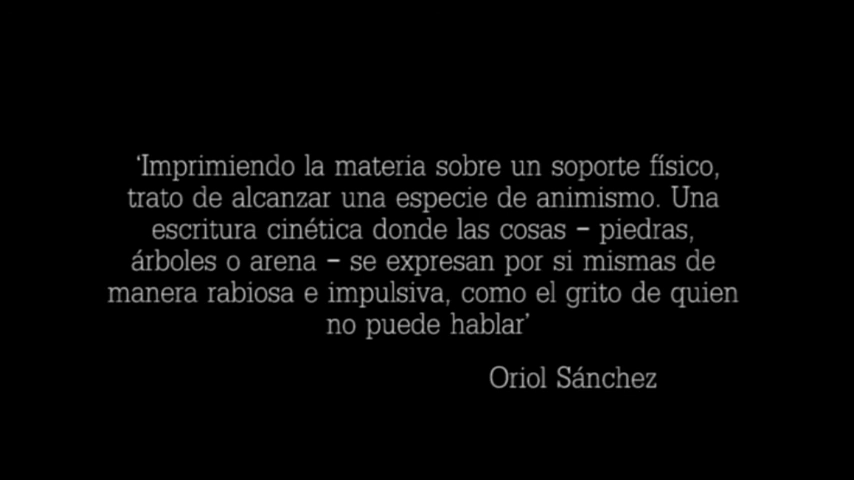 ‘Imprimiendo la materia sobre un soporte físico,
trato de alcanzar una especie de animismo. Una
escritura cinética donde las cosas – piedras,
árboles o arena – se expresan por si mismas de
manera rabiosa e impulsiva, como el grito de quien
no puede hablar’
Oriol Sánchez